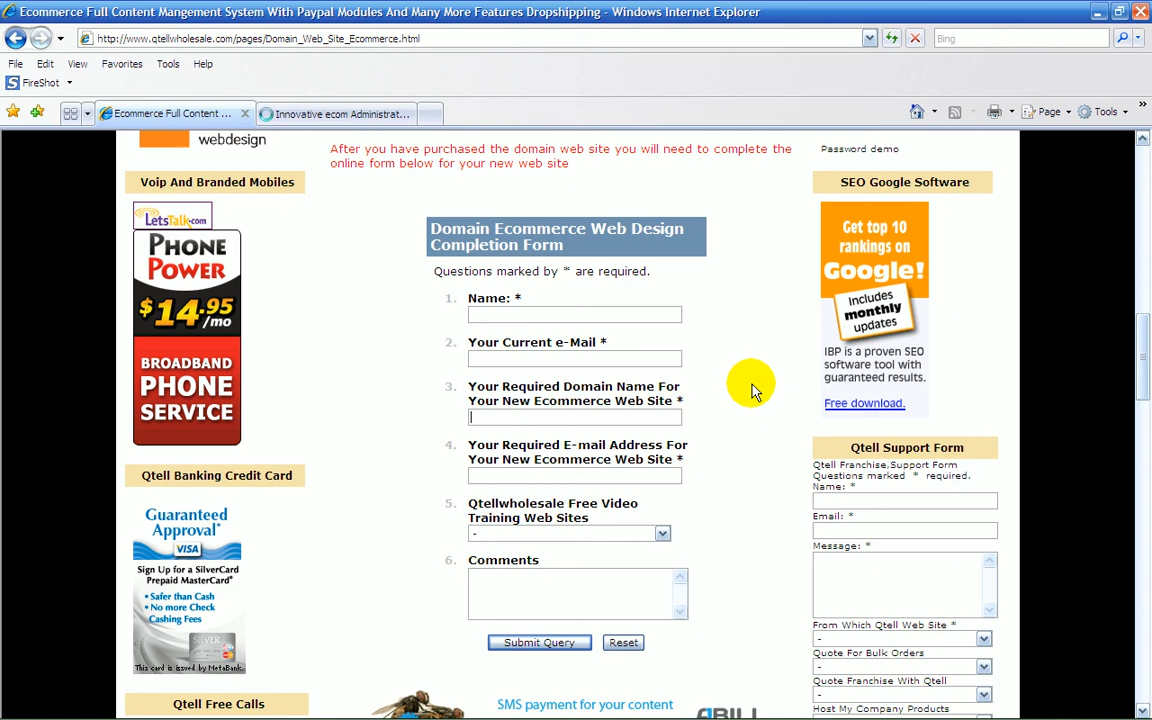 Ecommerce Full Content Mangement System With Paypal Modules And Many More Features Dropshipping - Windows Internet Explorer
http://www.qtellwholesale.com/pages/Domain_Web_Site_Ecommerce.html
Bing
File Edit View Favorites Tools Help
S FireShot
Ecommerce Full Content ...
Innovative ecom Administrat...
Page
Tools
webdesign
After you have purchased the domain web site you will need to complete the
online form below for your new web site
Password demo
Voip And Branded Mobiles
LetsTalk.com
PHONE
POWER
$14.95
/mo
BROADBAND
PHONE
SERVICE
Qtell Banking Credit Card
Guaranteed
Approval*
VISA
Sign Up for a SilverCard
Prepaid MasterCard®
• Safer than Cash
• No more Check
Cashing Fees
SILVER
This card is issued by MetaBank.
Qtell Free Calls
Domain Ecommerce Web Design
Completion Form
Questions marked by * are required.
1. Name: *
2. Your Current e-Mail *
3. Your Required Domain Name For
Your New Ecommerce Web Site *
4. Your Required E-mail Address For
Your New Ecommerce Web Site *
5. Qtellwholesale Free Video
Training Web Sites
-
6. Comments
Submit Query
Reset
SMS payment for your content
SEO Google Software
Get top 10
rankings on
Google!
Includes
monthly
updates
IBP is a proven SEO
software tool with
guaranteed results.
Free download.
Qtell Support Form
Qtell Franchise,Support Form
Questions marked * required.
Name: *
Email: *
Message: *
From Which Qtell Web Site *
-
Quote For Bulk Orders
-
Quote Franchise With Qtell
-
Host My Company Products